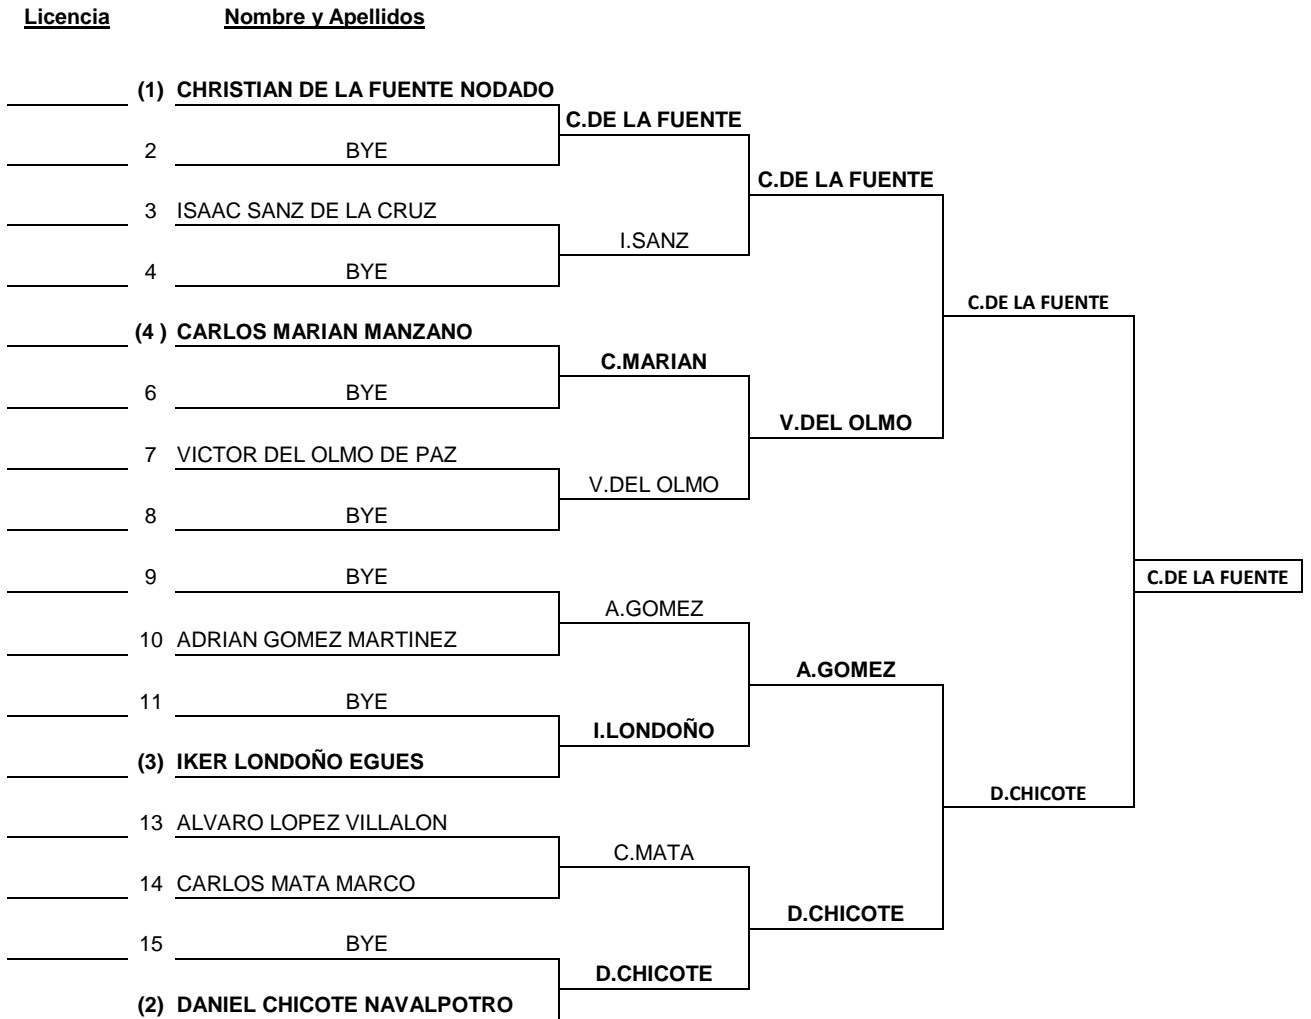 Licencia Nombre y Apellidos
(1) CHRISTIAN DE LA FUENTE NODADO
C.DE LA FUENTE
2 BYE
C.DE LA FUENTE
3 ISAAC SANZ DE LA CRUZ
I.SANZ
4 BYE
C.DE LA FUENTE
(4 ) CARLOS MARIAN MANZANO
C.MARIAN
6 BYE
V.DEL OLMO
7 VICTOR DEL OLMO DE PAZ
V.DEL OLMO
8 BYE
9 BYE
C.DE LA FUENTE
A.GOMEZ
10 ADRIAN GOMEZ MARTINEZ
A.GOMEZ
11 BYE
I.LONDOÑO
(3) IKER LONDOÑO EGUES
D.CHICOTE
13 ALVARO LOPEZ VILLALON
C.MATA
14 CARLOS MATA MARCO
D.CHICOTE
15 BYE
D.CHICOTE
(2) DANIEL CHICOTE NAVALPOTRO